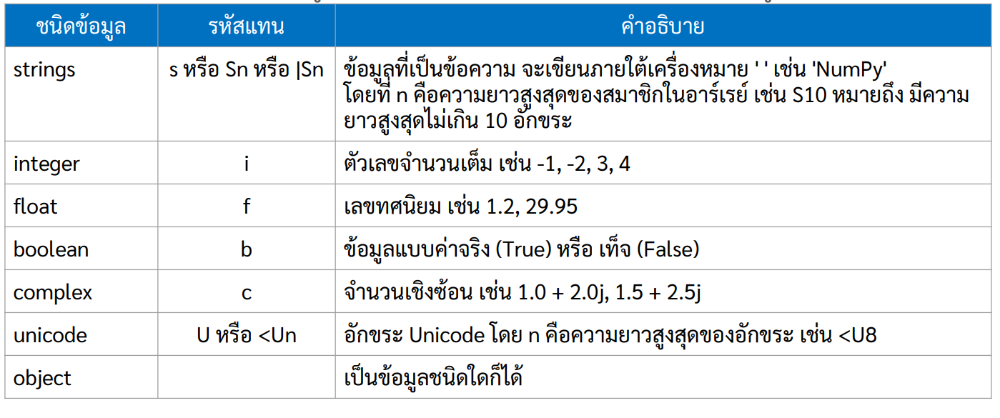 ชนิดข้อมูล รหัสแทน คำอธิบาย
strings s หรือ Sn หรือ |Sn ข้อมูลที่เป็นข้อความ จะเขียนภายใต้เครื่องหมาย ' ' เช่น 'NumPy'
โดยที่ n คือความยาวสูงสุดของสมาชิกในอาร์เรย์ เช่น S10 หมายถึง มีความ
ยาวสูงสุดไม่เกิน 10 อักขระ
integer i ตัวเลขจำนวนเต็ม เช่น -1, -2, 3, 4
float f เลขทศนิยม เช่น 1.2, 29.95
boolean b ข้อมูลแบบค่าจริง (True) หรือ เท็จ (False)
complex c จำนวนเชิงซ้อน เช่น 1.0 + 2.0j, 1.5 + 2.5j
unicode U หรือ <Un อักขระ Unicode โดย n คือความยาวสูงสุดของอักขระ เช่น <U8
object เป็นข้อมูลชนิดใดก็ได้